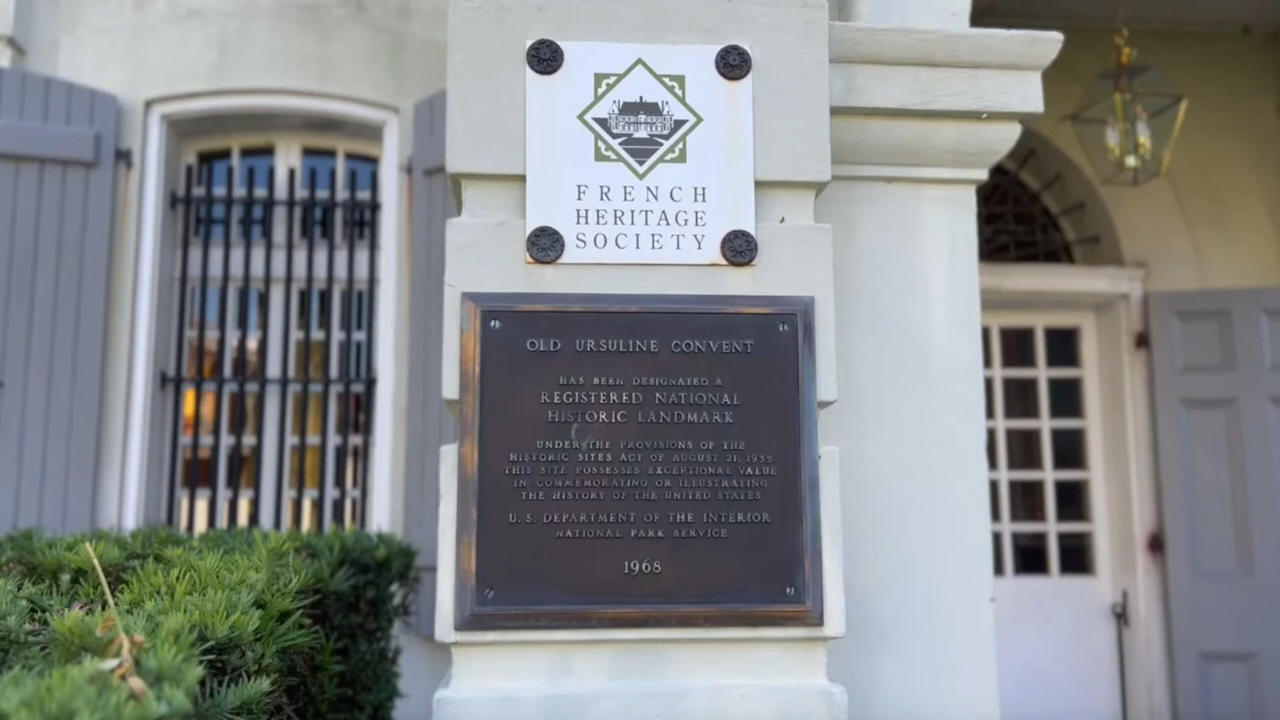 FRENCH
HERITAGE
SOCIETY
OLD URSULINE CONVENT
HAS BEEN DESIGNATED A
REGISTERED NATIONAL
HISTORIC LANDMARK
UNDER THE PROVISIONS OF THE
HISTORIC SITES ACT OF AUGUST 21, 1935
THIS SITE POSSESSES EXCEPTIONAL VALUE
IN COMMEMORATING OR ILLUSTRATING
THE HISTORY OF THE UNITED STATES
U. S. DEPARTMENT OF THE INTERIOR
NATIONAL PARK SERVICE
1968